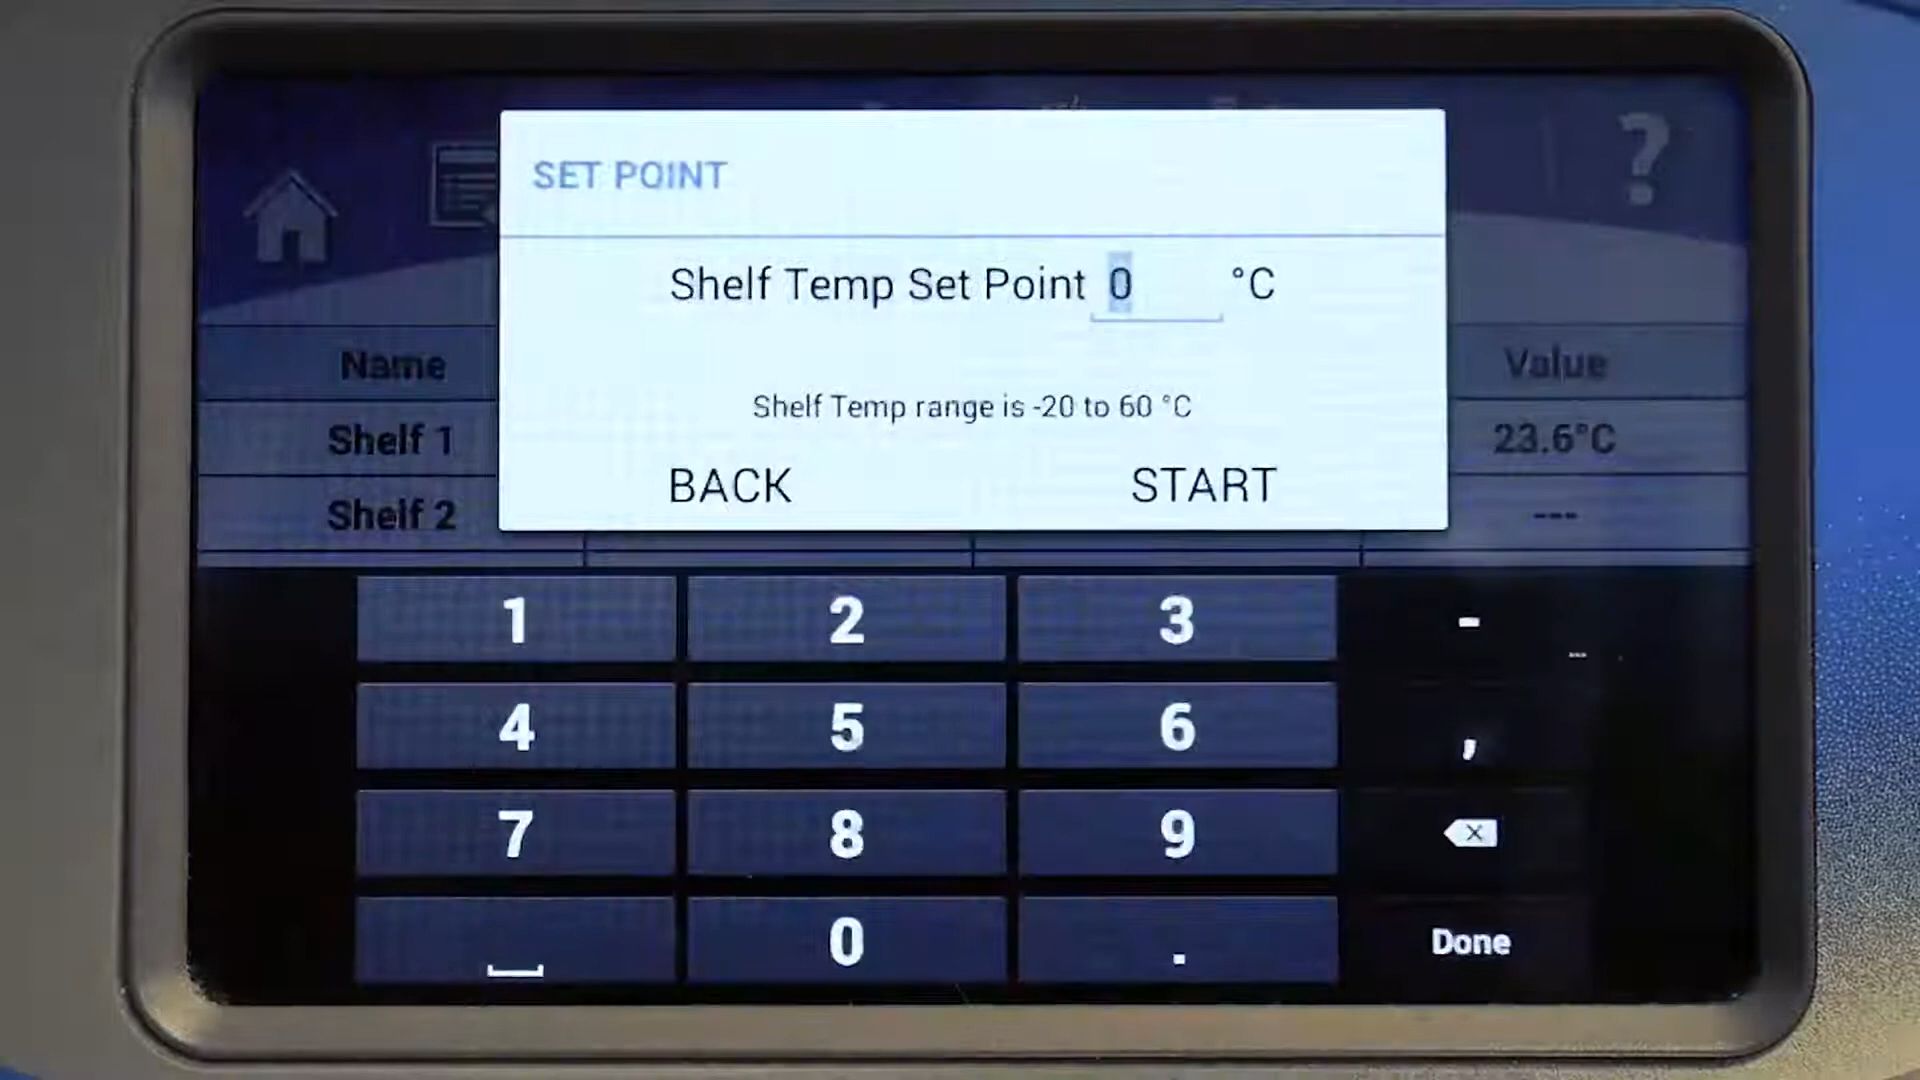 ?
SET POINT
Shelf Temp Set Point 0 °C
Shelf Temp range is -20 to 60 °C
BACK START
Name Value
Shelf 1 23.6°C
Shelf 2 ---
1 2 3 -
4 5 6 ,
7 8 9
0 . Done